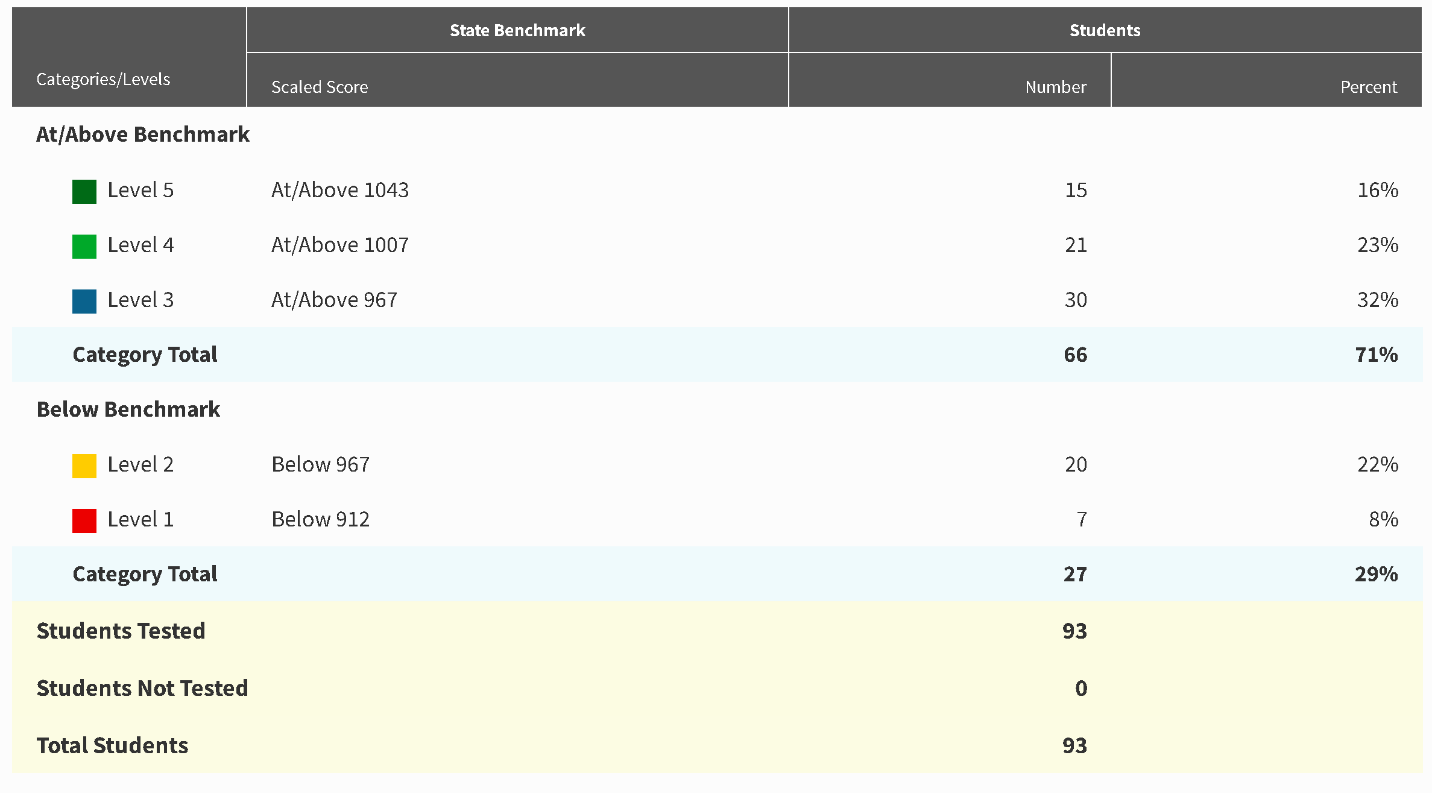 State Benchmark Students
Categories/Levels Scaled Score Number Percent
At/Above Benchmark
Level 5 At/Above 1043 15 16%
Level 4 At/Above 1007 21 23%
Level 3 At/Above 967 30 32%
Category Total 66 71%
Below Benchmark
Level 2 Below 967 20 22%
Level 1 Below 912 7 8%
Category Total 27 29%
Students Tested 93
Students Not Tested 0
Total Students 93